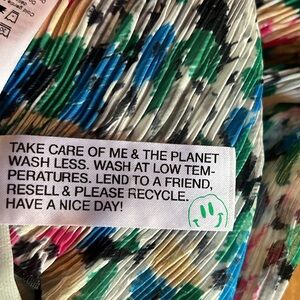 TAKE CARE OF ME & THE PLANET
WASH LESS. WASH AT LOW TEM-
PERATURES. LEND TO A FRIEND,
RESELL & PLEASE RECYCLE.
HAVE A NICE DAY!